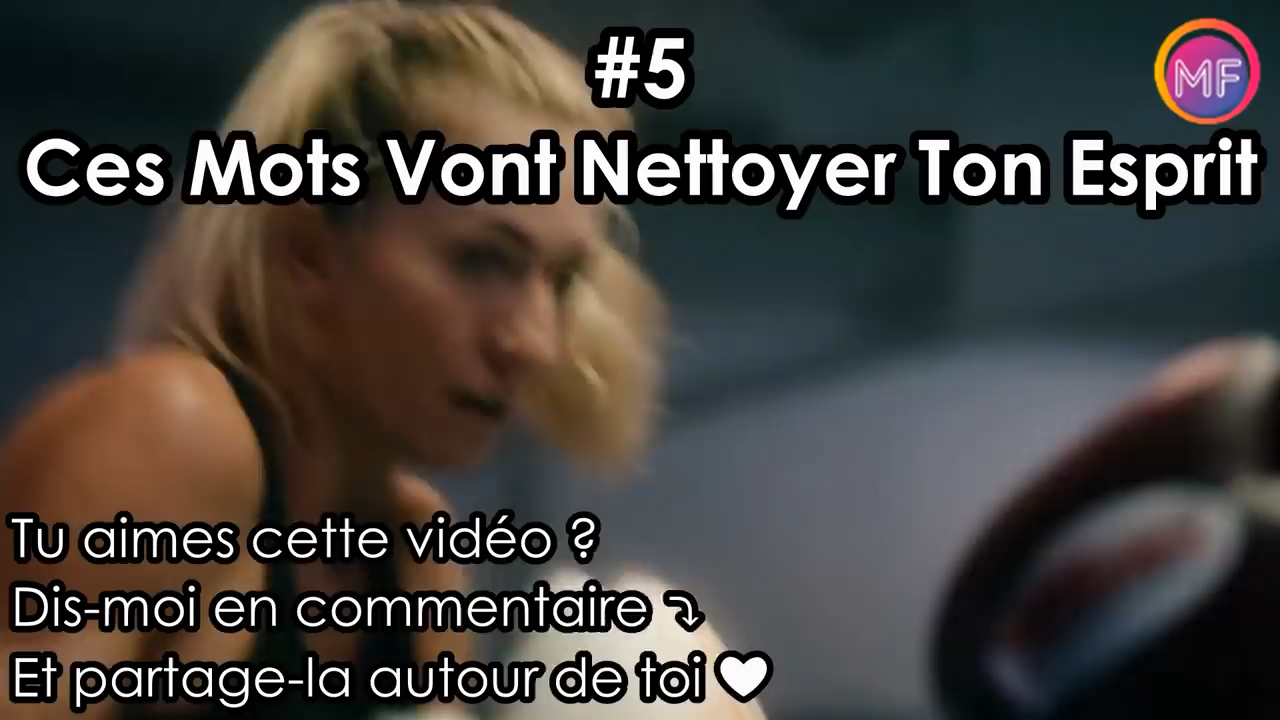 #5
MF
Ces Mots Vont Nettoyer Ton Esprit
Tu aimes cette vidéo ?
Dis-moi en commentaire ⤵
Et partage-la autour de toi ♥